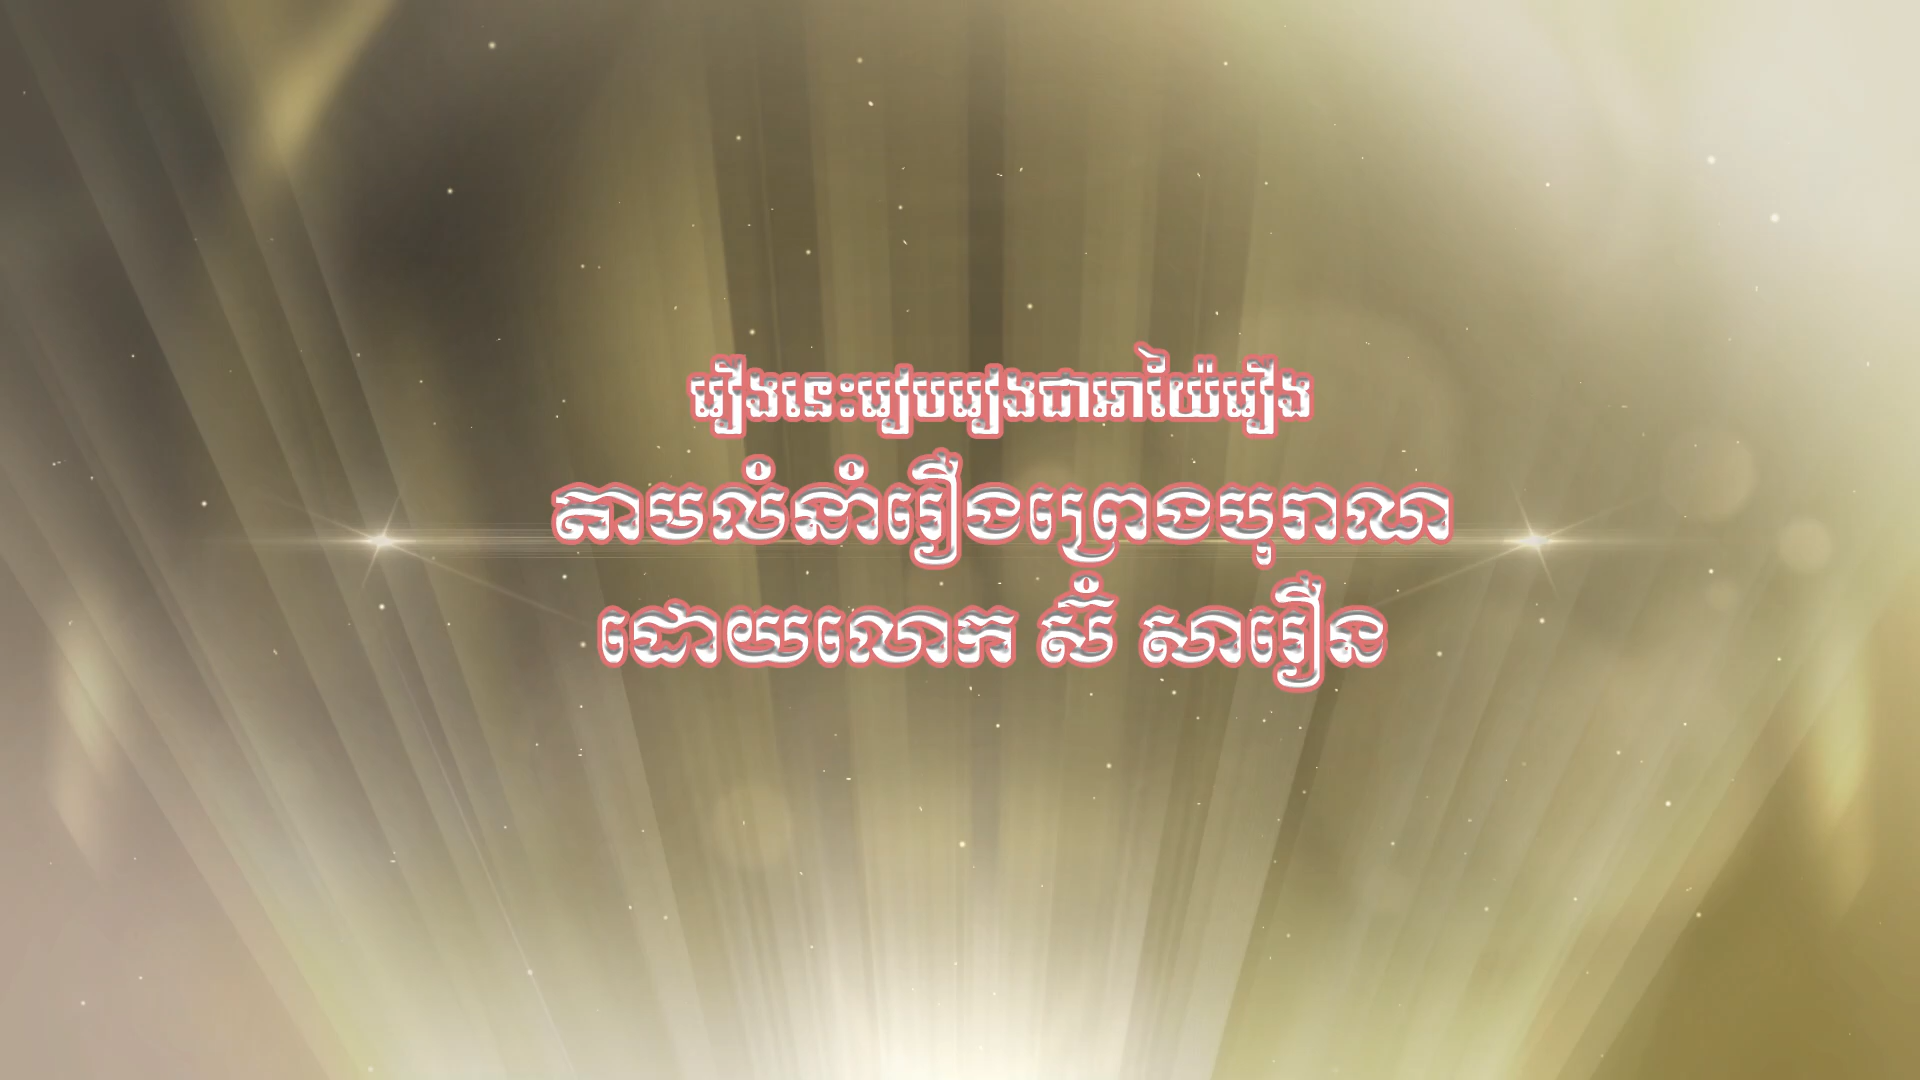 រឿងនេះរៀបរៀងជាអាយ៉ៃរឿង
តាមលំនាំរឿងព្រេងបុរាណ
ដោយលោក ស៊ំ សារឿន